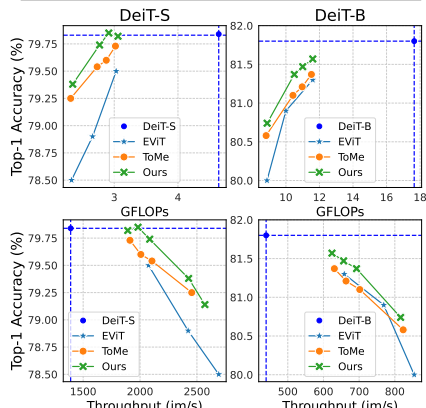 DeiT-S
DeiT-B
Top-1 Accuracy (%)
79.75
79.50
79.25
79.00
78.75
78.50
3
4
DeiT-S
EViT
ToMe
Ours
GFLOPs
82.0
81.5
81.0
80.5
80.0
10
12
14
16
18
DeiT-B
EViT
ToMe
Ours
GFLOPs
Top-1 Accuracy (%)
79.75
79.50
79.25
79.00
78.75
78.50
1500
2000
2500
DeiT-S
EViT
ToMe
Ours
Throughput (im/s)
82.0
81.5
81.0
80.5
80.0
500
600
700
800
DeiT-B
EViT
ToMe
Ours
Throughput (im/s)